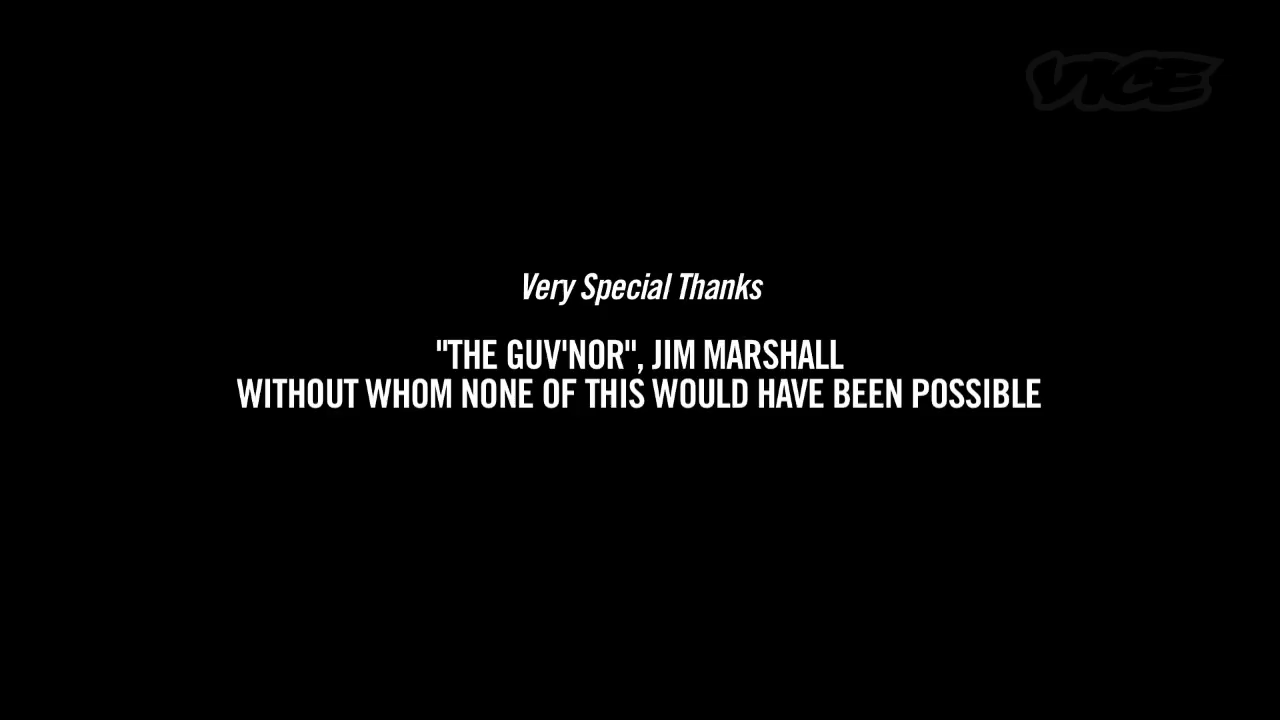 VICE
Very Special Thanks
"THE GUV'NOR", JIM MARSHALL
WITHOUT WHOM NONE OF THIS WOULD HAVE BEEN POSSIBLE